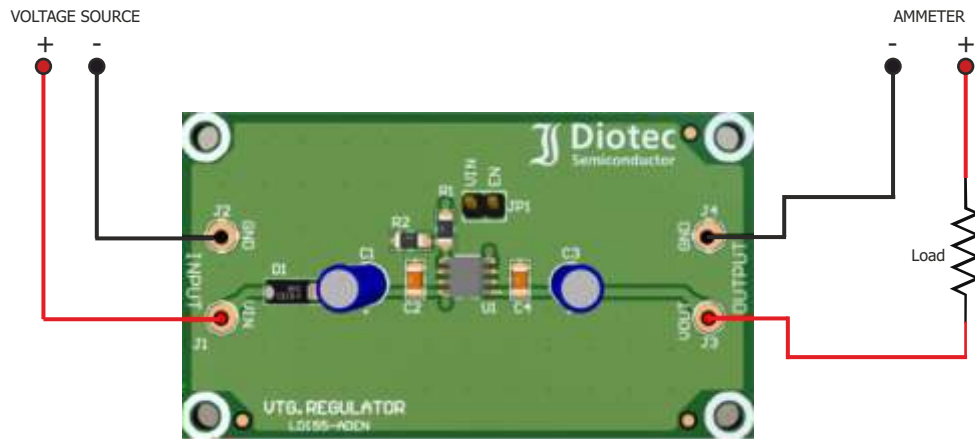 VOLTAGE SOURCE
+ -
AMMETER
- +
Diotec
Semiconductor
VIN EN
JP1
R1
R2
J2
GND
INPUT
D1
C1
C2
U1
C4
C3
J4
GND
OUTPUT
Load
VIN
J1
VOUT
J3
VTG.REGULATOR